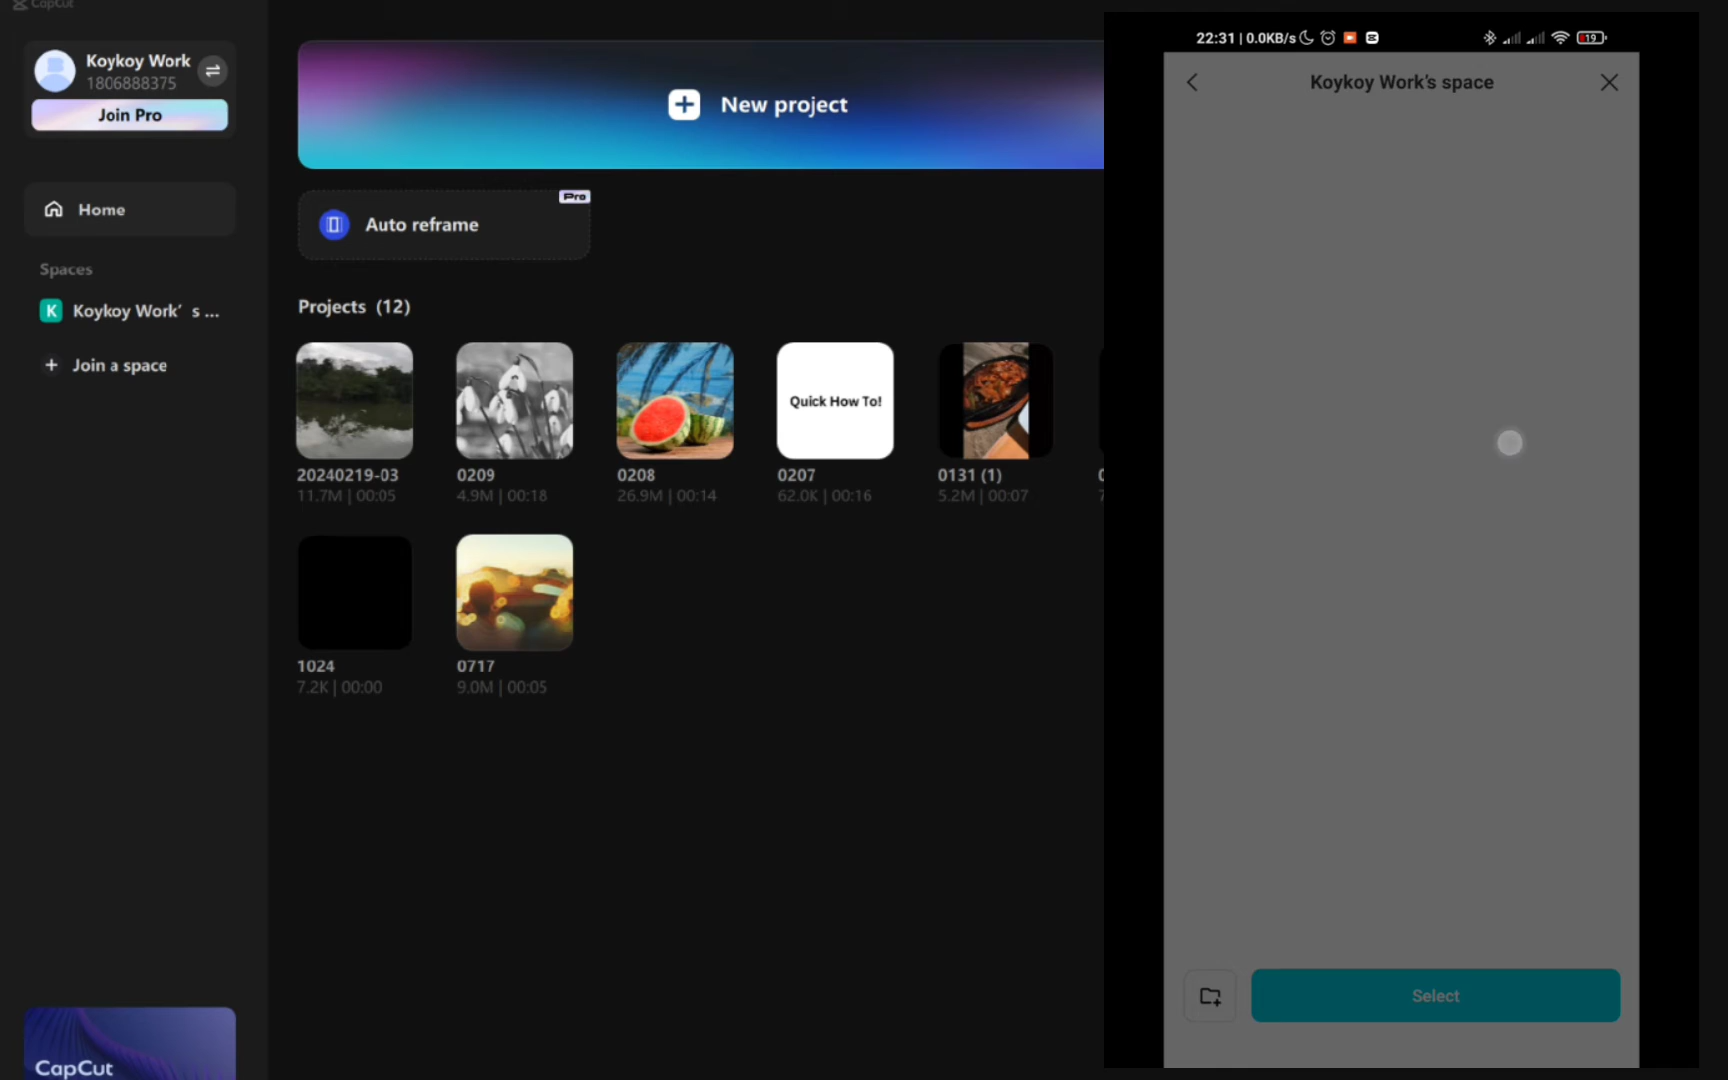 CapCut
Koykoy Work
1806888375
Join Pro
Home
Spaces
K Koykoy Work’s ...
+ Join a space
CapCut
New project
Pro
Auto reframe
Projects (12)
Quick How To!
20240219-03
11.7M | 00:05
0209
4.9M | 00:18
0208
26.9M | 00:14
0207
62.0K | 00:16
0131 (1)
5.2M | 00:07
1024
7.2K | 00:00
0717
9.0M | 00:05
22:31 | 0.0KB/s
19
Koykoy Work's space
Select